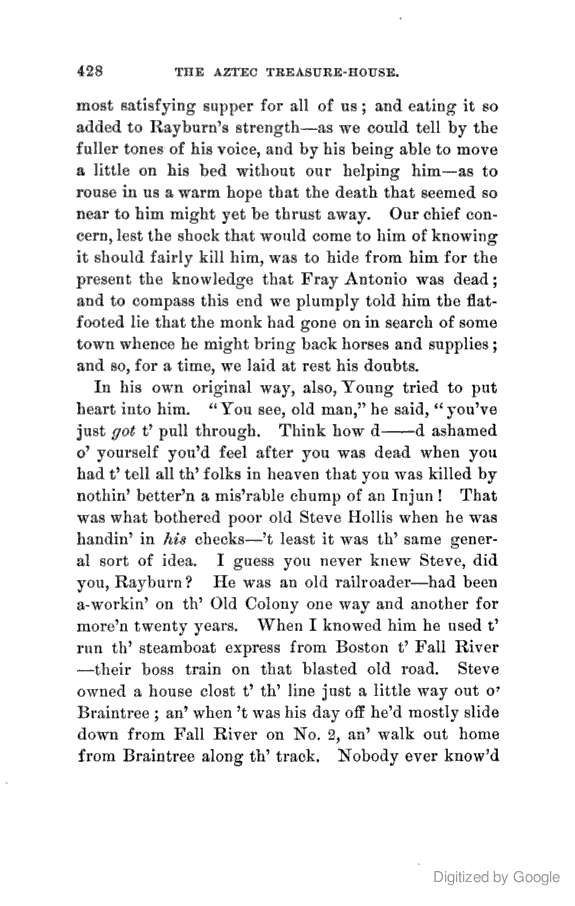 428 THE AZTEC TREASURE-HOUSE.
most satisfying supper for all of us; and eating it so
added to Rayburn's strength—as we could tell by the
fuller tones of his voice, and by his being able to move
a little on his bed without our helping him—as to
rouse in us a warm hope that the death that seemed so
near to him might yet be thrust away. Our chief con-
cern, lest the shock that would come to him of knowing
it should fairly kill him, was to hide from him for the
present the knowledge that Fray Antonio was dead;
and to compass this end we plumply told him the flat-
footed lie that the monk had gone on in search of some
town whence he might bring back horses and supplies;
and so, for a time, we laid at rest his doubts.
In his own original way, also, Young tried to put
heart into him. "You see, old man," he said, "you've
just got t' pull through. Think how d——d ashamed
o' yourself you'd feel after you was dead when you
had t' tell all th' folks in heaven that you was killed by
nothin' better'n a mis'rable chump of an Injun! That
was what bothered poor old Steve Hollis when he was
handin' in his checks—'t least it was th' same gener-
al sort of idea. I guess you never knew Steve, did
you, Rayburn? He was an old railroader—had been
a-workin' on th' Old Colony one way and another for
more'n twenty years. When I knowed him he used t'
run th' steamboat express from Boston t' Fall River
—their boss train on that blasted old road. Steve
owned a house clost t' th' line just a little way out o'
Braintree; an' when 't was his day off he'd mostly slide
down from Fall River on No. 2, an' walk out home
from Braintree along th' track. Nobody ever know'd
Digitized by Google